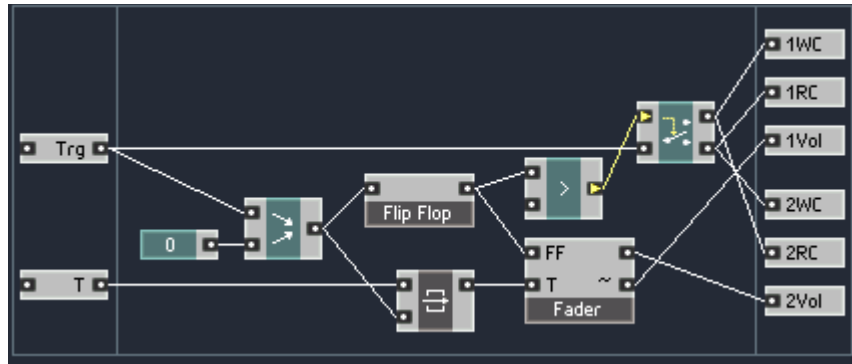 1WC
1RC
Trg
1Vol
>
Flip Flop
2WC
0
FF
2RC
T
T ~
2Vol
Fader